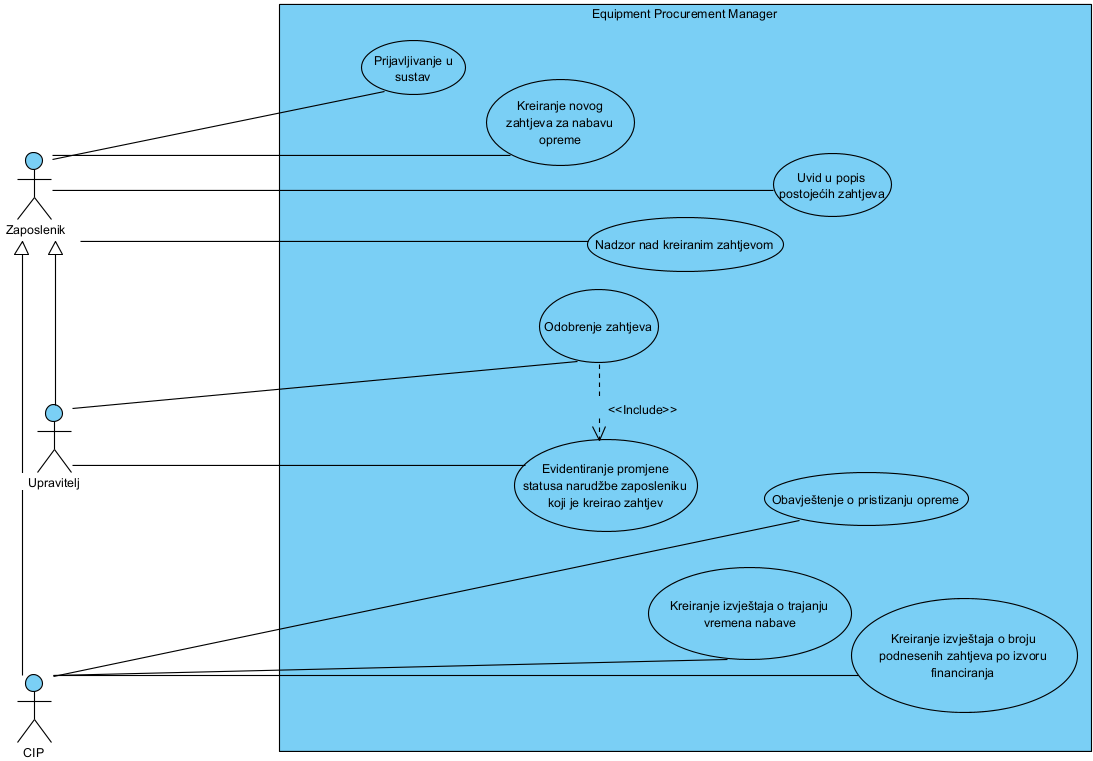 Equipment Procurement Manager
Prijavljivanje u
sustav
Kreiranje novog
zahtjeva za nabavu
opreme
Uvid u popis
postojećih zahtjeva
Zaposlenik
Nadzor nad kreiranim zahtjevom
Odobrenje zahtjeva
<<Include>>
Evidentiranje promjene
statusa narudžbe zaposleniku
koji je kreirao zahtjev
Upravitelj
Obavještenje o pristizanju opreme
Kreiranje izvještaja o trajanju
vremena nabave
Kreiranje izvještaja o broju
podnesenih zahtjeva po izvoru
financiranja
CIP